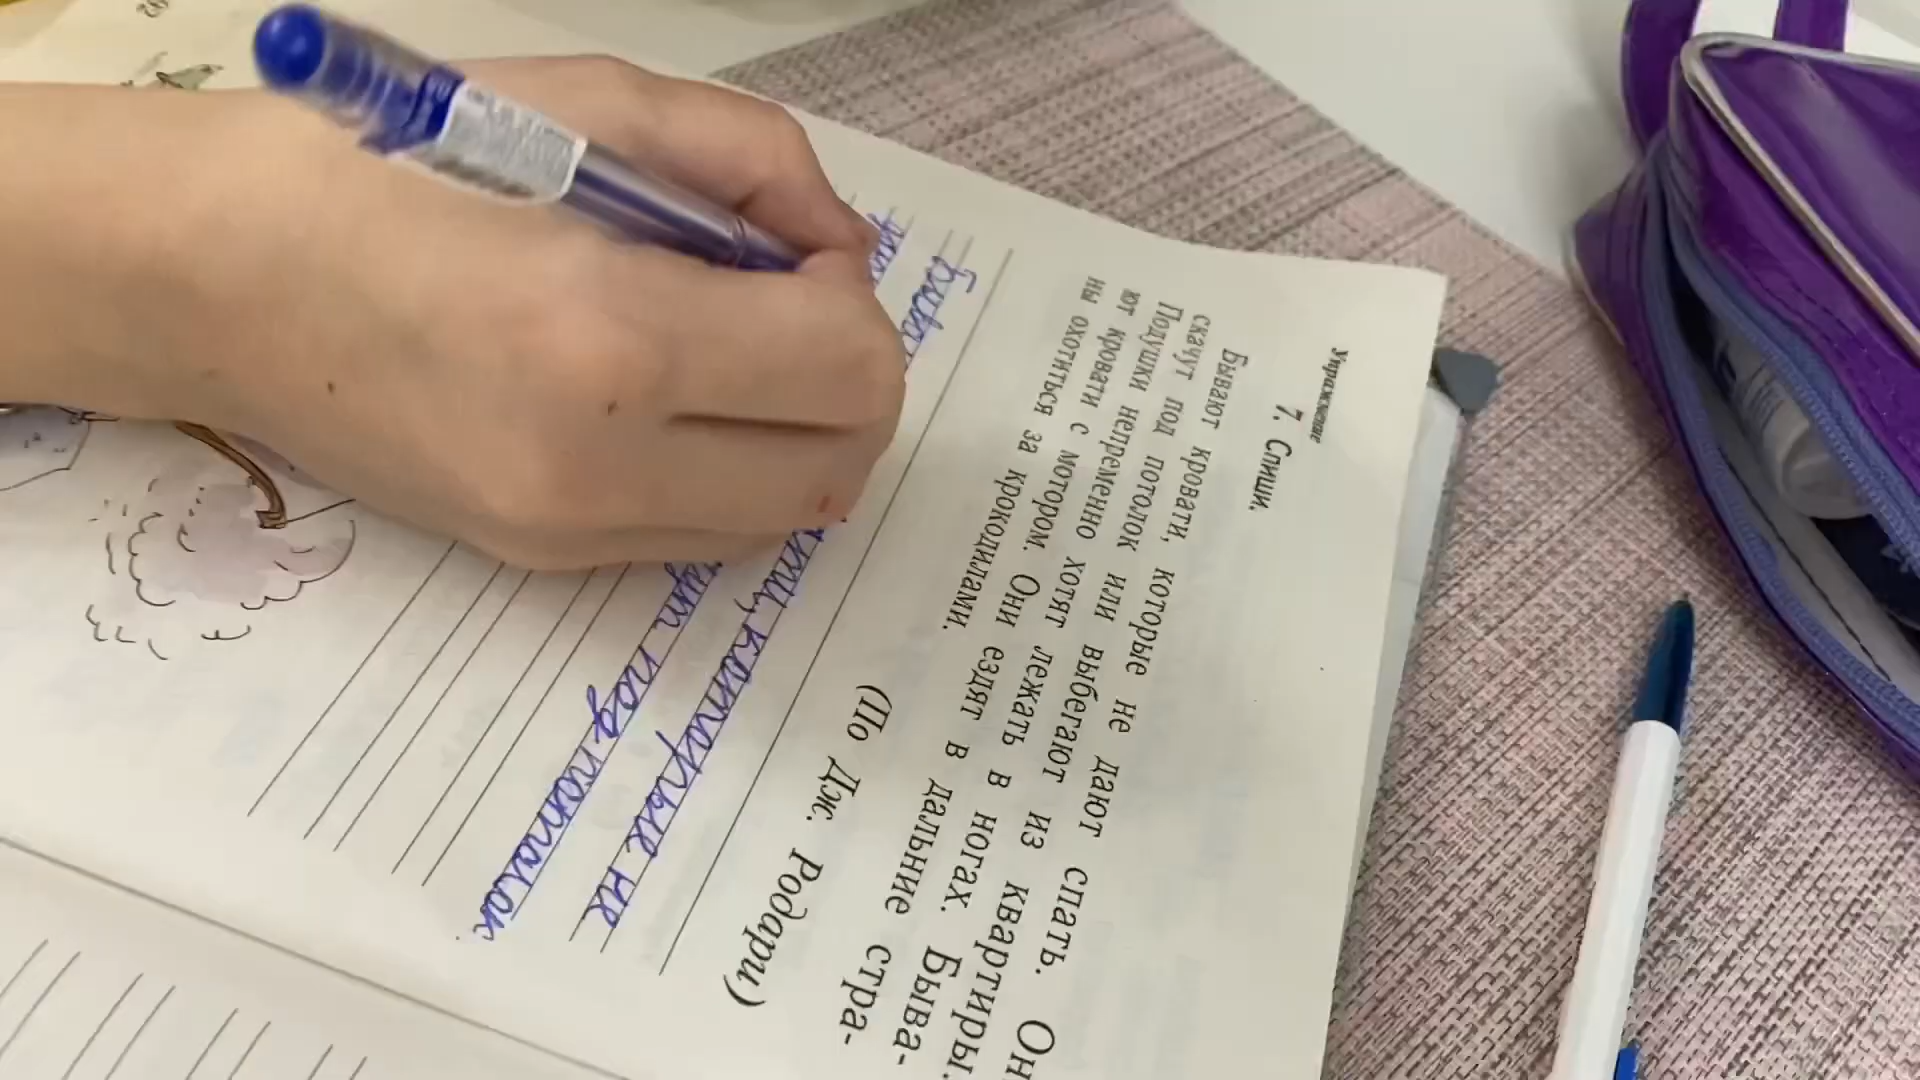 Упражнение
7. Спиши.
Бывают кровати, которые не дают спать. Он
скачут под потолок или выбегают из квартиры.
Подушки непременно хотят лежать в ногах. Быва-
ют кровати с мотором. Они ездят в дальние стра-
ны охотиться за крокодилами.
(По Дж. Родари)
которые не
под потолок